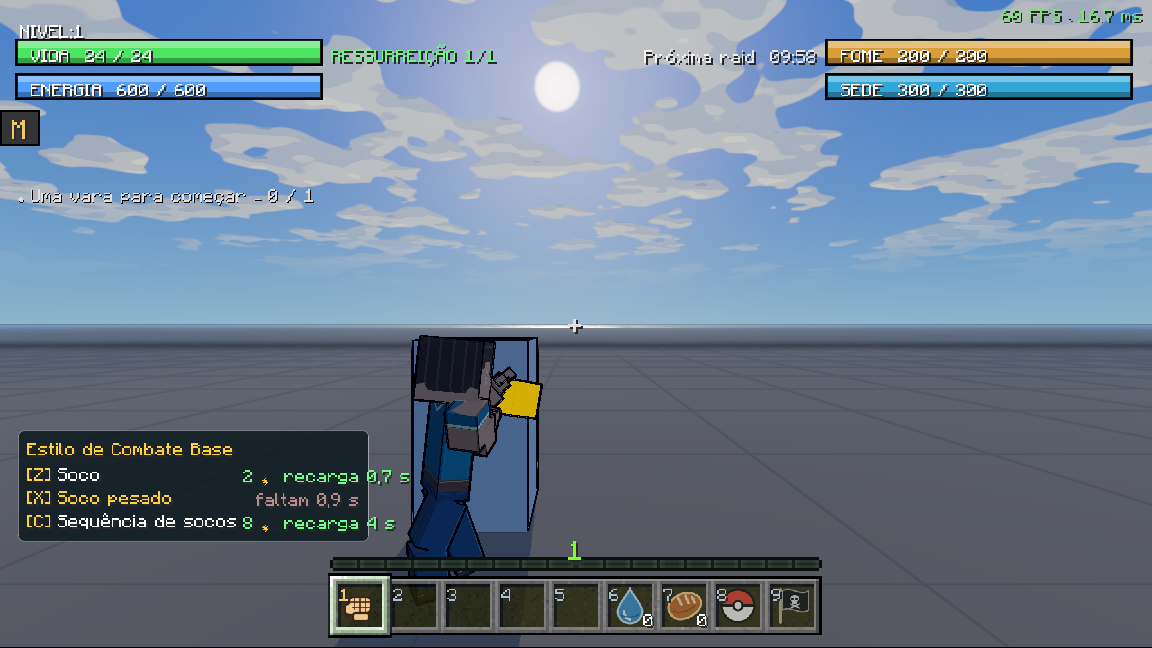 60 FPS - 16.7 ms
NIVEL:1
VIDA 24 / 24
RESSURREIÇÃO 1/1
Próxima raid 09:58
FOME 200 / 200
ENERGIA 600 / 600
SEDE 300 / 300
M
. Uma vara para começar - 0 / 1
Estilo de Combate Base
[Z] Soco 2 recarga 0,7 s
[X] Soco pesado faltam 0,9 s
[C] Sequência de socos 8 recarga 4 s
1
1 2 3 4 5 6 7 8 9
0 0